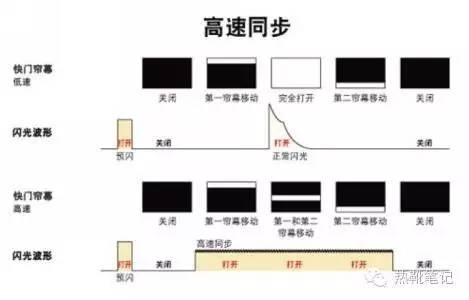 高速同步
快门帘幕
低速
关闭
第一帘幕移动
完全打开
第二帘幕移动
关闭
闪光波形
打开
关闭
打开
关闭
预闪
正常闪光
快门帘幕
高速
关闭
第一帘幕移动
第一和第二
帘幕移动
第二帘幕移动
关闭
高速同步
闪光波形
打开
关闭
打开
打开
打开
关闭
预闪
热靴笔记